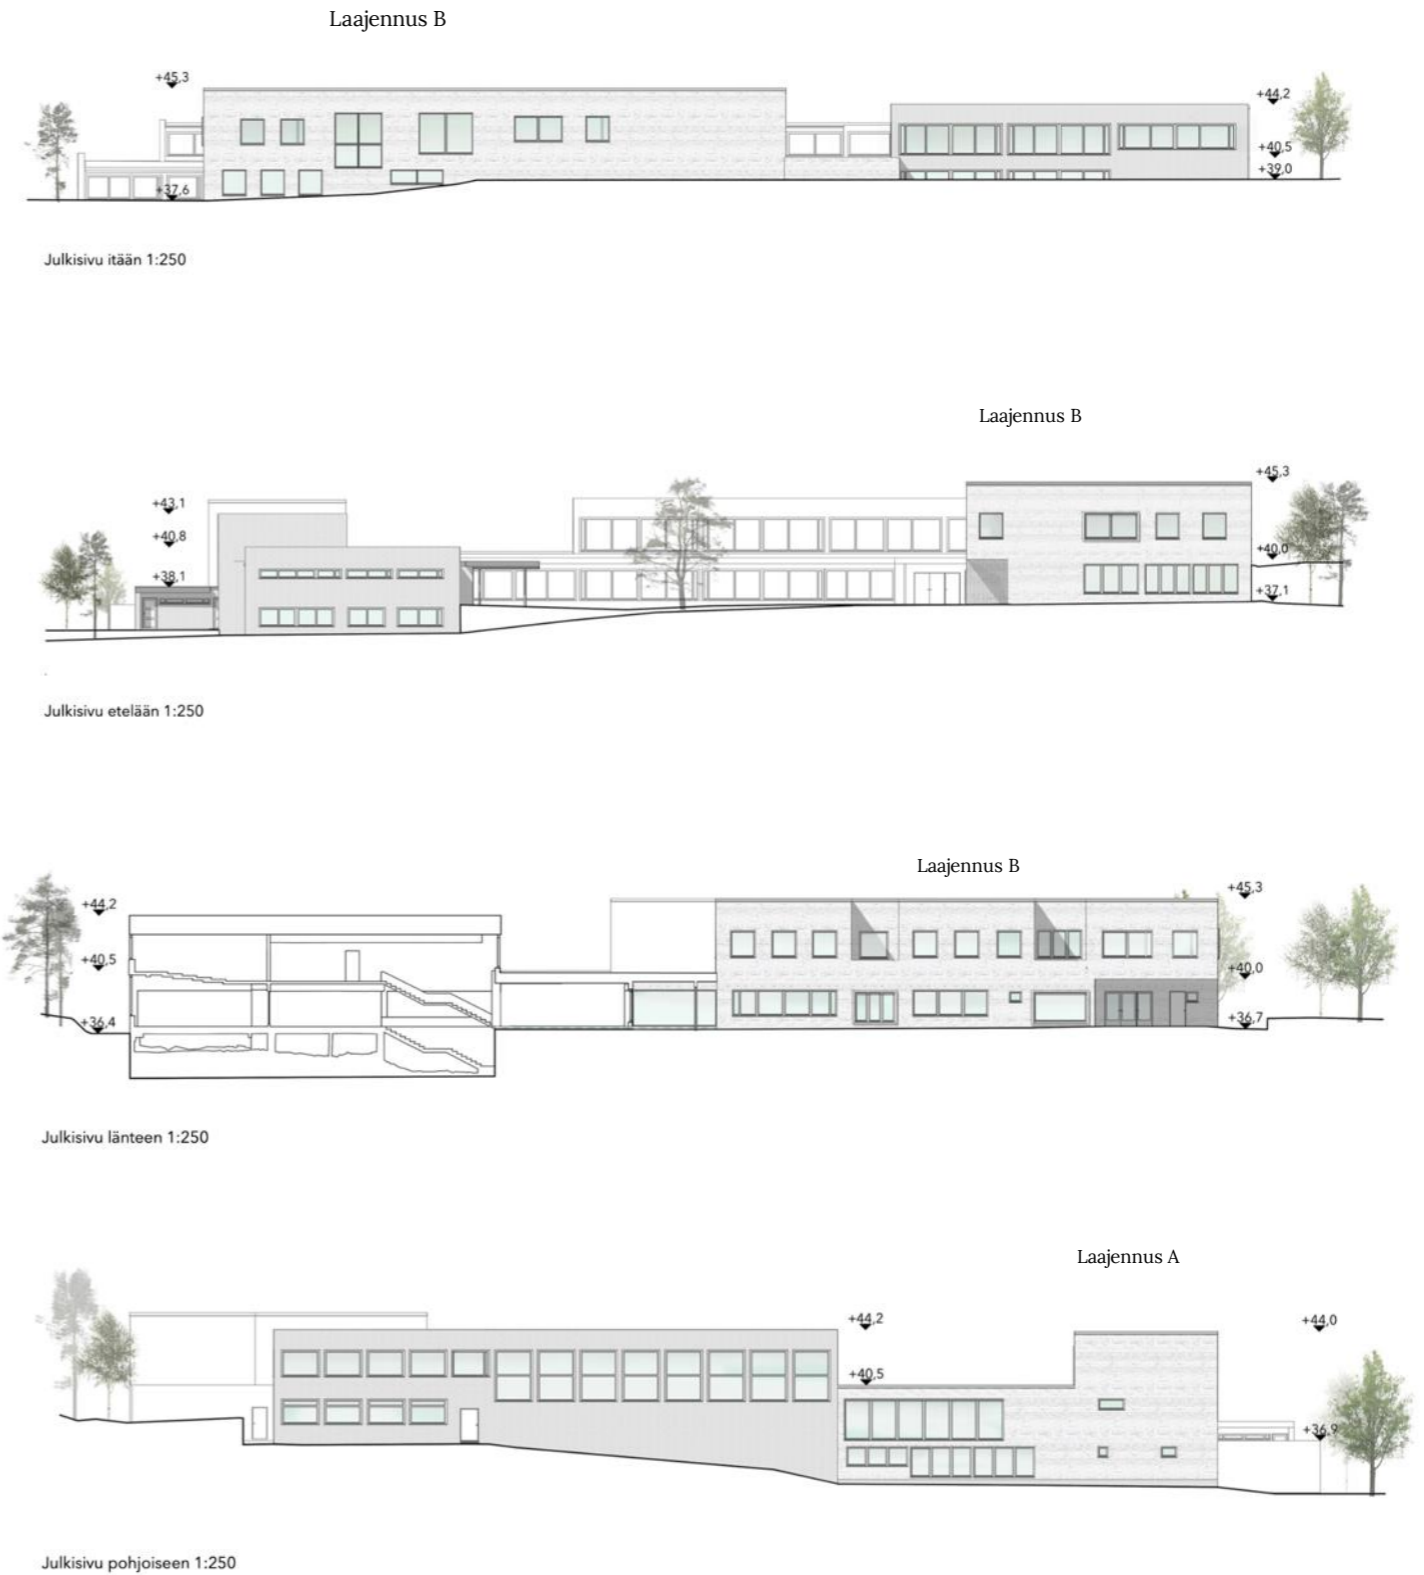 Laajennus B
+45,3
+44,2
+40,5
+39,0
+37,6
Julkisivu itään 1:250
Laajennus B
+45,3
+43,1
+40,8
+40,0
+38,1
+37,1
Julkisivu etelään 1:250
Laajennus B
+45,3
+44,2
+40,5
+40,0
+36,4
+36,7
Julkisivu länteen 1:250
Laajennus A
+44,2
+44,0
+40,5
+36,9
Julkisivu pohjoiseen 1:250